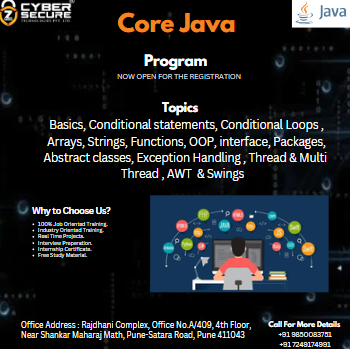 CYBER
SECURE
TECHNOLOGIES PVT. LTD.
Core Java
Java
Program
NOW OPEN FOR THE REGISTRATION
Topics
Basics, Conditional statements, Conditional Loops ,
Arrays, Strings, Functions, OOP, interface, Packages,
Abstract classes, Exception Handling , Thread & Multi
Thread , AWT & Swings
Why to Choose Us?
100% Job Oriented Training.
Industry Oriented Training.
Real Time Projects.
Interview Preparation.
Internship Certificate.
Free Study Material.
Office Address : Rajdhani Complex, Office No.A/409, 4th Floor,
Near Shankar Maharaj Math, Pune-Satara Road, Pune 411043
Call For More Details
+91 9850083751
+91 7249174991